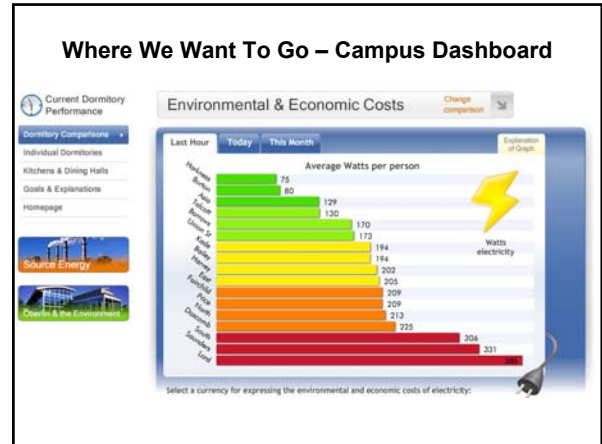 Where We Want To Go – Campus Dashboard
Current Dormitory
Performance
Environmental & Economic Costs
Change
comparison
Dormitory Comparisons
Individual Dormitories
Kitchens & Dining Halls
Goals & Explanations
Homepage
Source Energy
Oberlin & the Environment
Last Hour
Today
This Month
Explanation
of Graph
Average Watts per person
Harkness 75
Burton 80
Asia 129
Talcott 130
Barrows 170
Union St 173
Kade 194
Bailey 194
Harvey 202
East 205
Fairchild 209
Price 209
North 213
Dascomb 225
South 306
Saunders 331
Lord
Watts
electricity
Select a currency for expressing the environmental and economic costs of electricity: